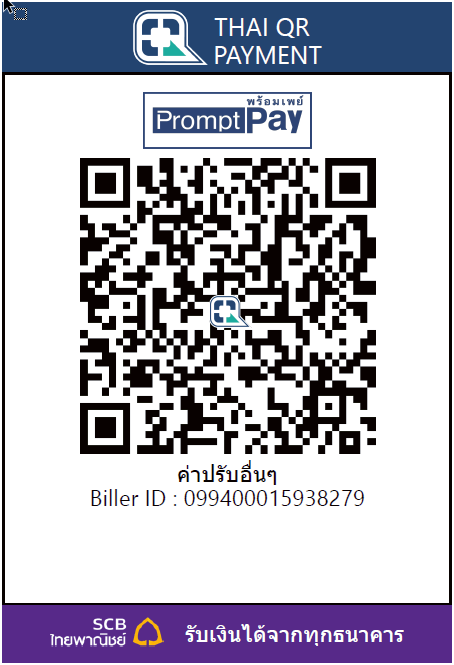 THAI QR
PAYMENT
พร้อมเพย์
PromptPay
ค่าปรับอื่นๆ
Biller ID : 099400015938279
SCB
ไทยพาณิชย์
รับเงินได้จากทุกธนาคาร